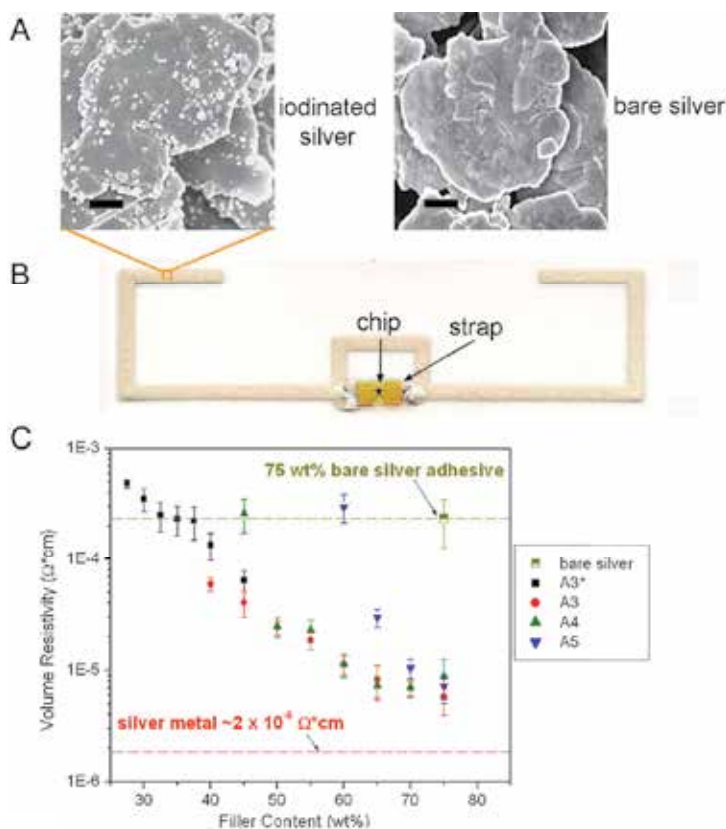 A
iodinated
silver
bare silver
B
chip
strap
C
1E-3
1E-4
1E-5
1E-6
Volume Resistivity (Ω*cm)
75 wt% bare silver adhesive
silver metal ~2 x 10⁻⁶ Ω*cm
30
40
50
60
70
80
Filler Content (wt%)
bare silver
A3*
A3
A4
A5